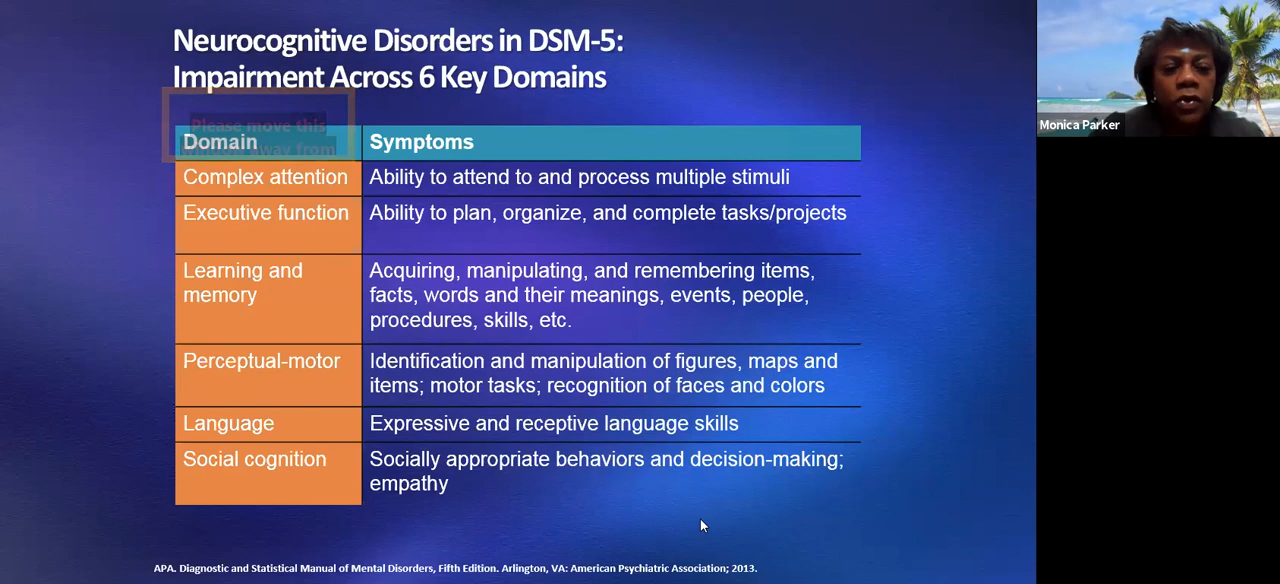 Neurocognitive Disorders in DSM-5:
Impairment Across 6 Key Domains
Please move this
away from
Domain
Symptoms
Complex attention
Ability to attend to and process multiple stimuli
Executive function
Ability to plan, organize, and complete tasks/projects
Learning and
memory
Acquiring, manipulating, and remembering items,
facts, words and their meanings, events, people,
procedures, skills, etc.
Perceptual-motor
Identification and manipulation of figures, maps and
items; motor tasks; recognition of faces and colors
Language
Expressive and receptive language skills
Social cognition
Socially appropriate behaviors and decision-making;
empathy
APA. Diagnostic and Statistical Manual of Mental Disorders, Fifth Edition. Arlington, VA: American Psychiatric Association; 2013.
Monica Parker